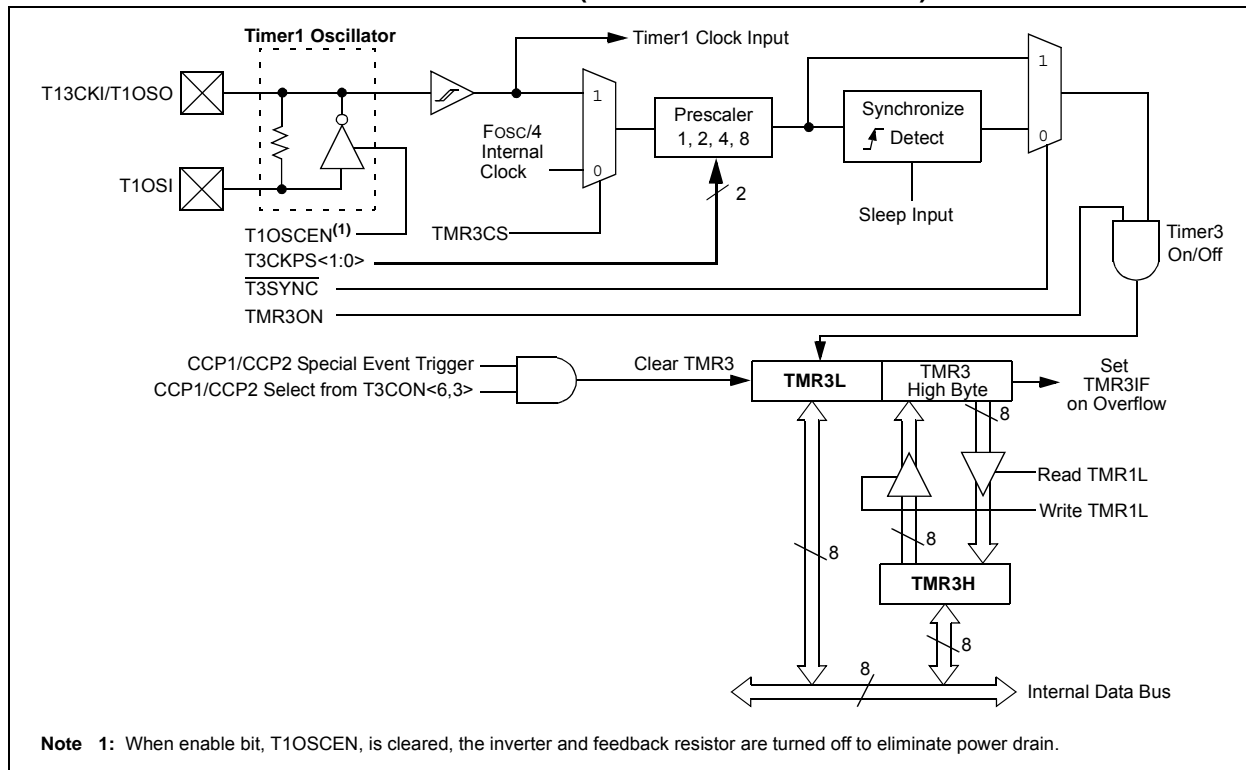 Timer1 Oscillator
Timer1 Clock Input
1
T13CKI/T1OSO
1
Prescaler
1, 2, 4, 8
Synchronize
Detect
FOSC/4
Internal
Clock
0
0
T1OSI
2
Sleep Input
T1OSCEN(1)
TMR3CS
Timer3
On/Off
T3CKPS<1:0>
T3SYNC
TMR3ON
CCP1/CCP2 Special Event Trigger
CCP1/CCP2 Select from T3CON<6,3>
Clear TMR3
TMR3L
TMR3
High Byte
Set
TMR3IF
on Overflow
8
Read TMR1L
Write TMR1L
8
8
TMR3H
8
8
Internal Data Bus
Note 1: When enable bit, T1OSCEN, is cleared, the inverter and feedback resistor are turned off to eliminate power drain.